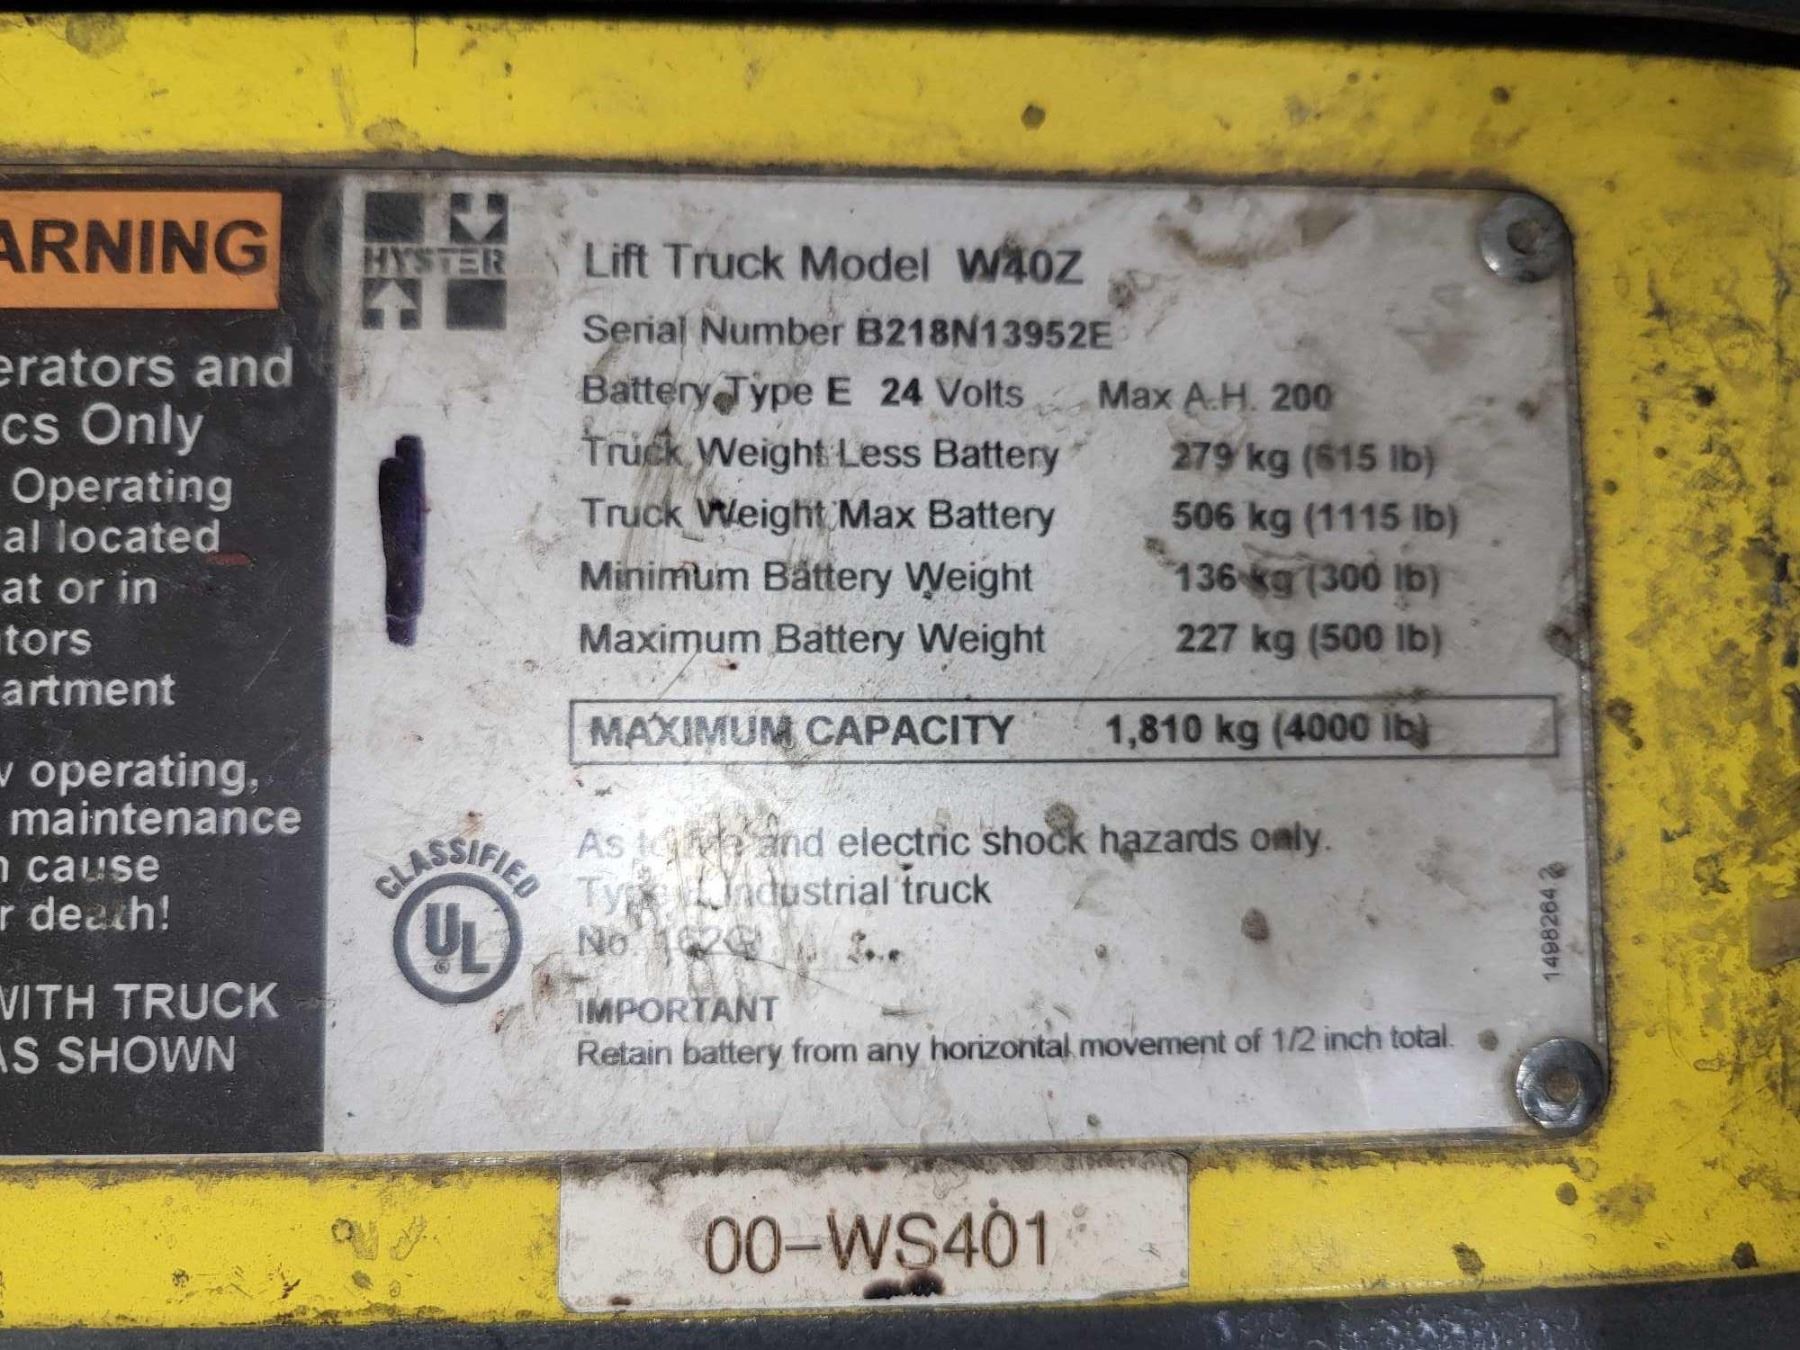 ARNING
erators and
cs Only
Operating
al located
at or in
tors
artment
operating,
maintenance
cause
r death!
WITH TRUCK
AS SHOWN
HYSTER
Lift Truck Model W40Z
Serial Number B218N13952E
Battery Type E 24 Volts Max A.H. 200
Truck Weight Less Battery 279 kg (615 lb)
Truck Weight Max Battery 506 kg (1115 lb)
Minimum Battery Weight 136 kg (300 lb)
Maximum Battery Weight 227 kg (500 lb)
MAXIMUM CAPACITY 1,810 kg (4000 lb)
CLASSIFIED
UL
®
As to fire and electric shock hazards only.
Type E industrial truck
No.
IMPORTANT
Retain battery from any horizontal movement of 1/2 inch total.
00-WS401